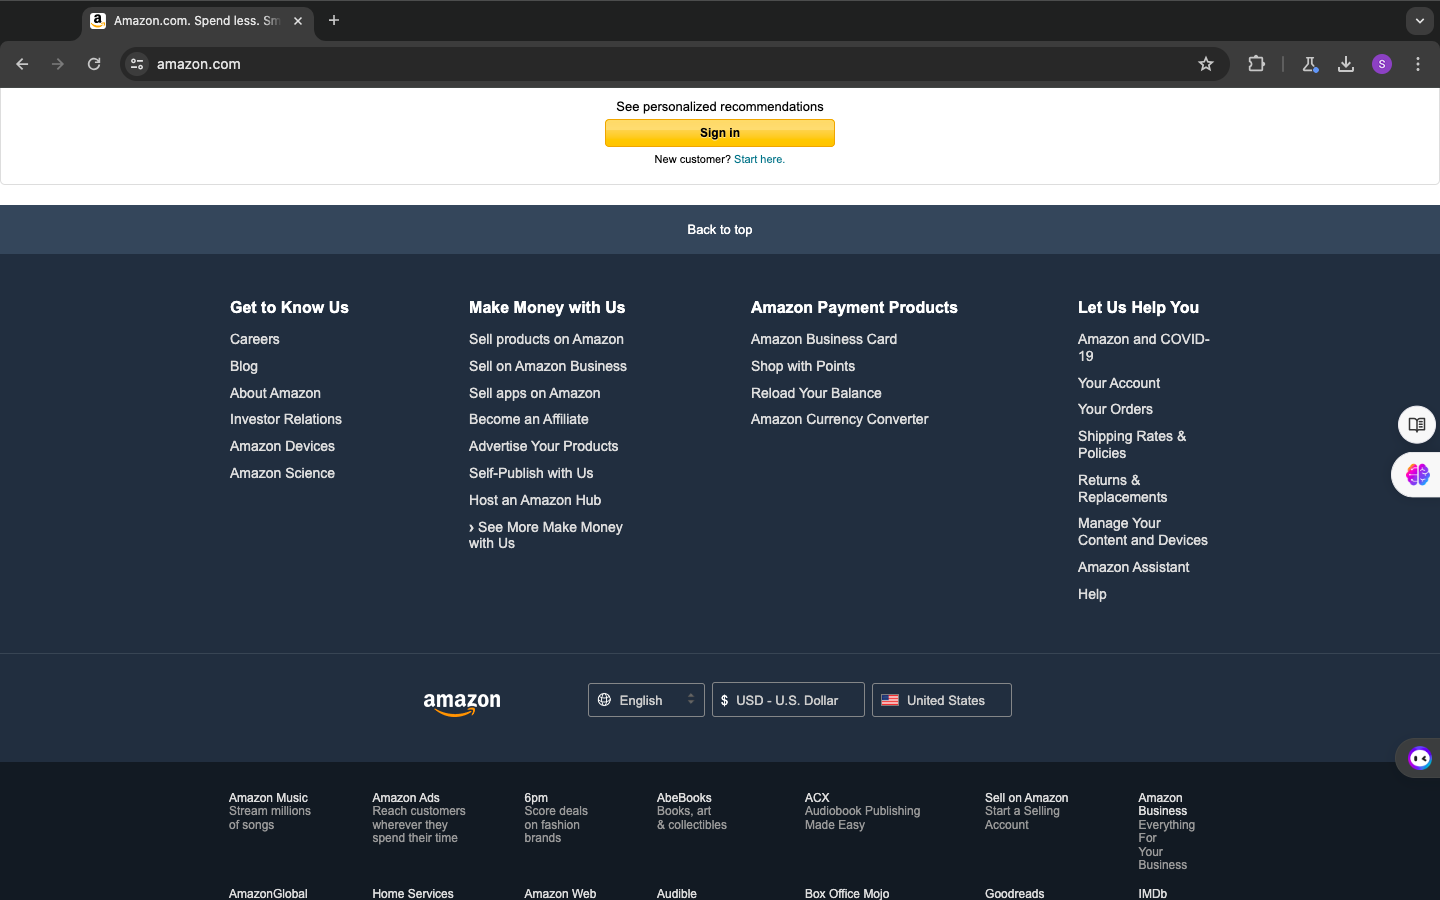 Amazon.com. Spend less. Sm
amazon.com
S
See personalized recommendations
Sign in
New customer? Start here.
Back to top
Get to Know Us
Careers
Blog
About Amazon
Investor Relations
Amazon Devices
Amazon Science
Make Money with Us
Sell products on Amazon
Sell on Amazon Business
Sell apps on Amazon
Become an Affiliate
Advertise Your Products
Self-Publish with Us
Host an Amazon Hub
› See More Make Money
with Us
Amazon Payment Products
Amazon Business Card
Shop with Points
Reload Your Balance
Amazon Currency Converter
Let Us Help You
Amazon and COVID-
19
Your Account
Your Orders
Shipping Rates &
Policies
Returns &
Replacements
Manage Your
Content and Devices
Amazon Assistant
Help
amazon
English
$ USD - U.S. Dollar
United States
Amazon Music
Stream millions
of songs
Amazon Ads
Reach customers
wherever they
spend their time
6pm
Score deals
on fashion
brands
AbeBooks
Books, art
& collectibles
ACX
Audiobook Publishing
Made Easy
Sell on Amazon
Start a Selling
Account
Amazon
Business
Everything
For
Your
Business
AmazonGlobal
Home Services
Amazon Web
Audible
Box Office Mojo
Goodreads
IMDb